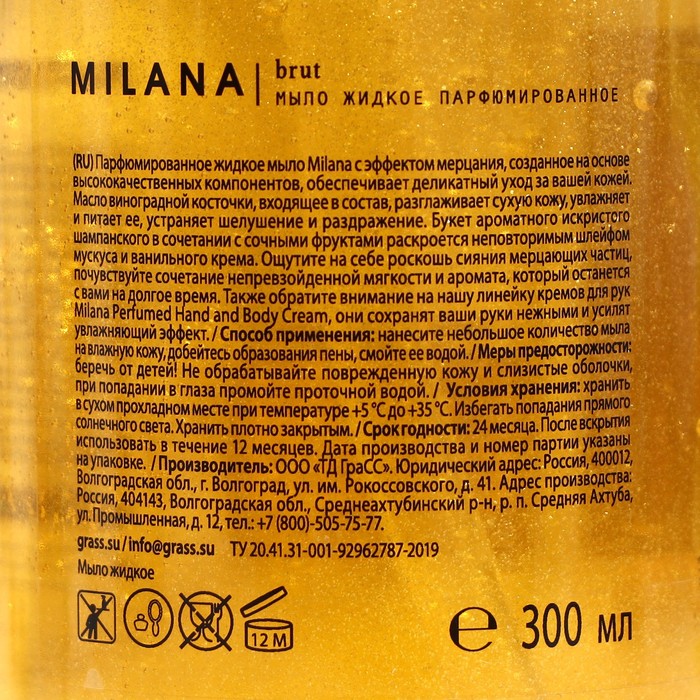 MILANA | brut
МЫЛО ЖИДКОЕ ПАРФЮМИРОВАННОЕ
(RU) Парфюмированное жидкое мыло Milana с эффектом мерцания, созданное на основе
высококачественных компонентов, обеспечивает деликатный уход за вашей кожей.
Масло виноградной косточки, входящее в состав, разглаживает сухую кожу, увлажняет
и питает ее, устраняет шелушение и раздражение. Букет ароматного искристого
шампанского в сочетании с сочными фруктами раскроется неповторимым шлейфом
мускуса и ванильного крема. Ощутите на себе роскошь сияния мерцающих частиц,
почувствуйте сочетание непревзойденной мягкости и аромата, который останется
с вами на долгое время. Также обратите внимание на нашу линейку кремов для рук
Milana Perfumed Hand and Body Cream, они сохранят ваши руки нежными и усилят
увлажняющий эффект. / Способ применения: нанесите небольшое количество мыла
на влажную кожу, добейтесь образования пены, смойте ее водой. / Меры предосторожности:
беречь от детей! Не обрабатывайте поврежденную кожу и слизистые оболочки,
при попадании в глаза промойте проточной водой. / Условия хранения: хранить
в сухом прохладном месте при температуре +5 °С до +35 °С. Избегать попадания прямого
солнечного света. Хранить плотно закрытым. / Срок годности: 24 месяца. После вскрытия
использовать в течение 12 месяцев. Дата производства и номер партии указаны
на упаковке. / Производитель: ООО «ТД ГраСС». Юридический адрес: Россия, 400012,
Волгоградская обл., г. Волгоград, ул. им. Рокоссовского, д. 41. Адрес производства:
Россия, 404143, Волгоградская обл., Среднеахтубинский р-н, р. п. Средняя Ахтуба,
ул. Промышленная, д. 12, тел.: +7 (800)-505-75-77.
grass.su / info@grass.su ТУ 20.41.31-001-92962787-2019
Мыло жидкое
12 M
℮ 300 мл